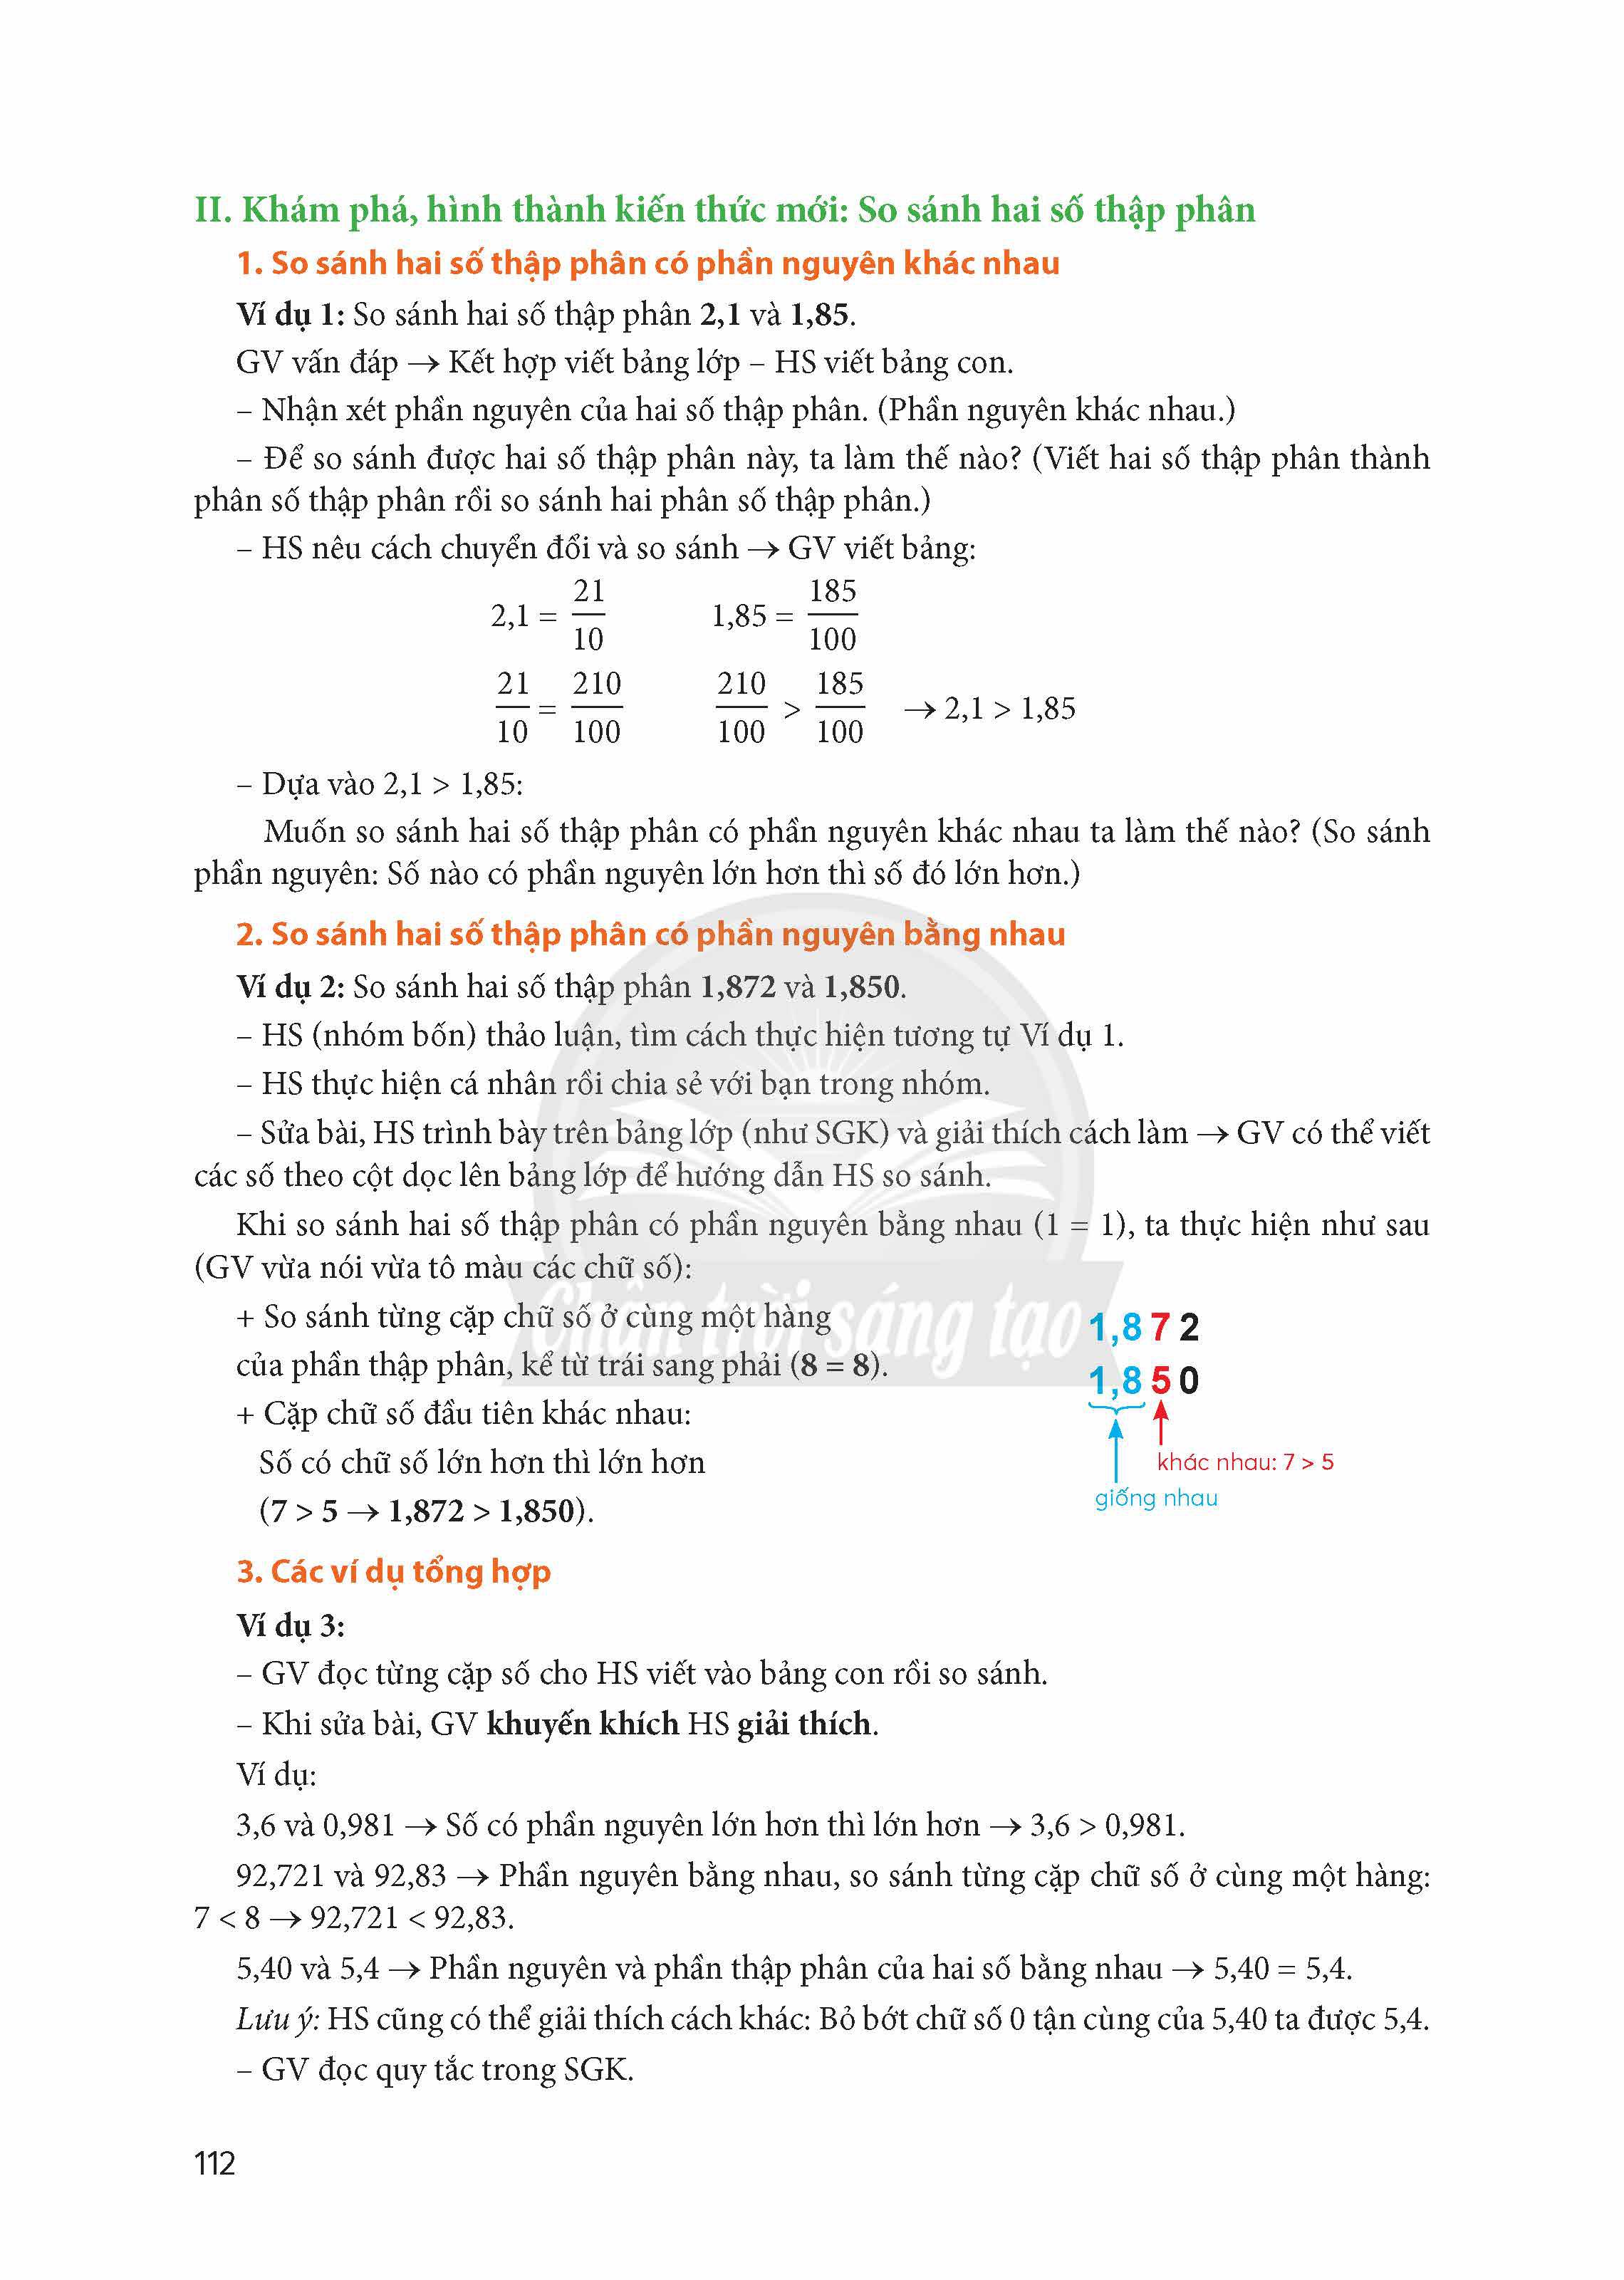 II. Khám phá, hình thành kiến thức mới: So sánh hai số thập phân
1. So sánh hai số thập phân có phần nguyên khác nhau
Ví dụ 1: So sánh hai số thập phân 2,1 và 1,85.
GV vấn đáp → Kết hợp viết bảng lớp – HS viết bảng con.
– Nhận xét phần nguyên của hai số thập phân. (Phần nguyên khác nhau.)
– Để so sánh được hai số thập phân này, ta làm thế nào? (Viết hai số thập phân thành
phân số thập phân rồi so sánh hai phân số thập phân.)
– HS nêu cách chuyển đổi và so sánh → GV viết bảng:
2,1 = 21/10 1,85 = 185/100
21/10 = 210/100 210/100 > 185/100 → 2,1 > 1,85
– Dựa vào 2,1 > 1,85:
Muốn so sánh hai số thập phân có phần nguyên khác nhau ta làm thế nào? (So sánh
phần nguyên: Số nào có phần nguyên lớn hơn thì số đó lớn hơn.)
2. So sánh hai số thập phân có phần nguyên bằng nhau
Ví dụ 2: So sánh hai số thập phân 1,872 và 1,850.
– HS (nhóm bốn) thảo luận, tìm cách thực hiện tương tự Ví dụ 1.
– HS thực hiện cá nhân rồi chia sẻ với bạn trong nhóm.
– Sửa bài, HS trình bày trên bảng lớp (như SGK) và giải thích cách làm → GV có thể viết
các số theo cột dọc lên bảng lớp để hướng dẫn HS so sánh.
Khi so sánh hai số thập phân có phần nguyên bằng nhau (1 = 1), ta thực hiện như sau
(GV vừa nói vừa tô màu các chữ số):
Chân trời sáng tạo
+ So sánh từng cặp chữ số ở cùng một hàng
của phần thập phân, kể từ trái sang phải (8 = 8).
+ Cặp chữ số đầu tiên khác nhau:
Số có chữ số lớn hơn thì lớn hơn
(7 > 5 → 1,872 > 1,850).
1,872
1,850
khác nhau: 7 > 5
giống nhau
3. Các ví dụ tổng hợp
Ví dụ 3:
– GV đọc từng cặp số cho HS viết vào bảng con rồi so sánh.
– Khi sửa bài, GV khuyến khích HS giải thích.
Ví dụ:
3,6 và 0,981 → Số có phần nguyên lớn hơn thì lớn hơn → 3,6 > 0,981.
92,721 và 92,83 → Phần nguyên bằng nhau, so sánh từng cặp chữ số ở cùng một hàng:
7 < 8 → 92,721 < 92,83.
5,40 và 5,4 → Phần nguyên và phần thập phân của hai số bằng nhau → 5,40 = 5,4.
Lưu ý: HS cũng có thể giải thích cách khác: Bỏ bớt chữ số 0 tận cùng của 5,40 ta được 5,4.
– GV đọc quy tắc trong SGK.
112